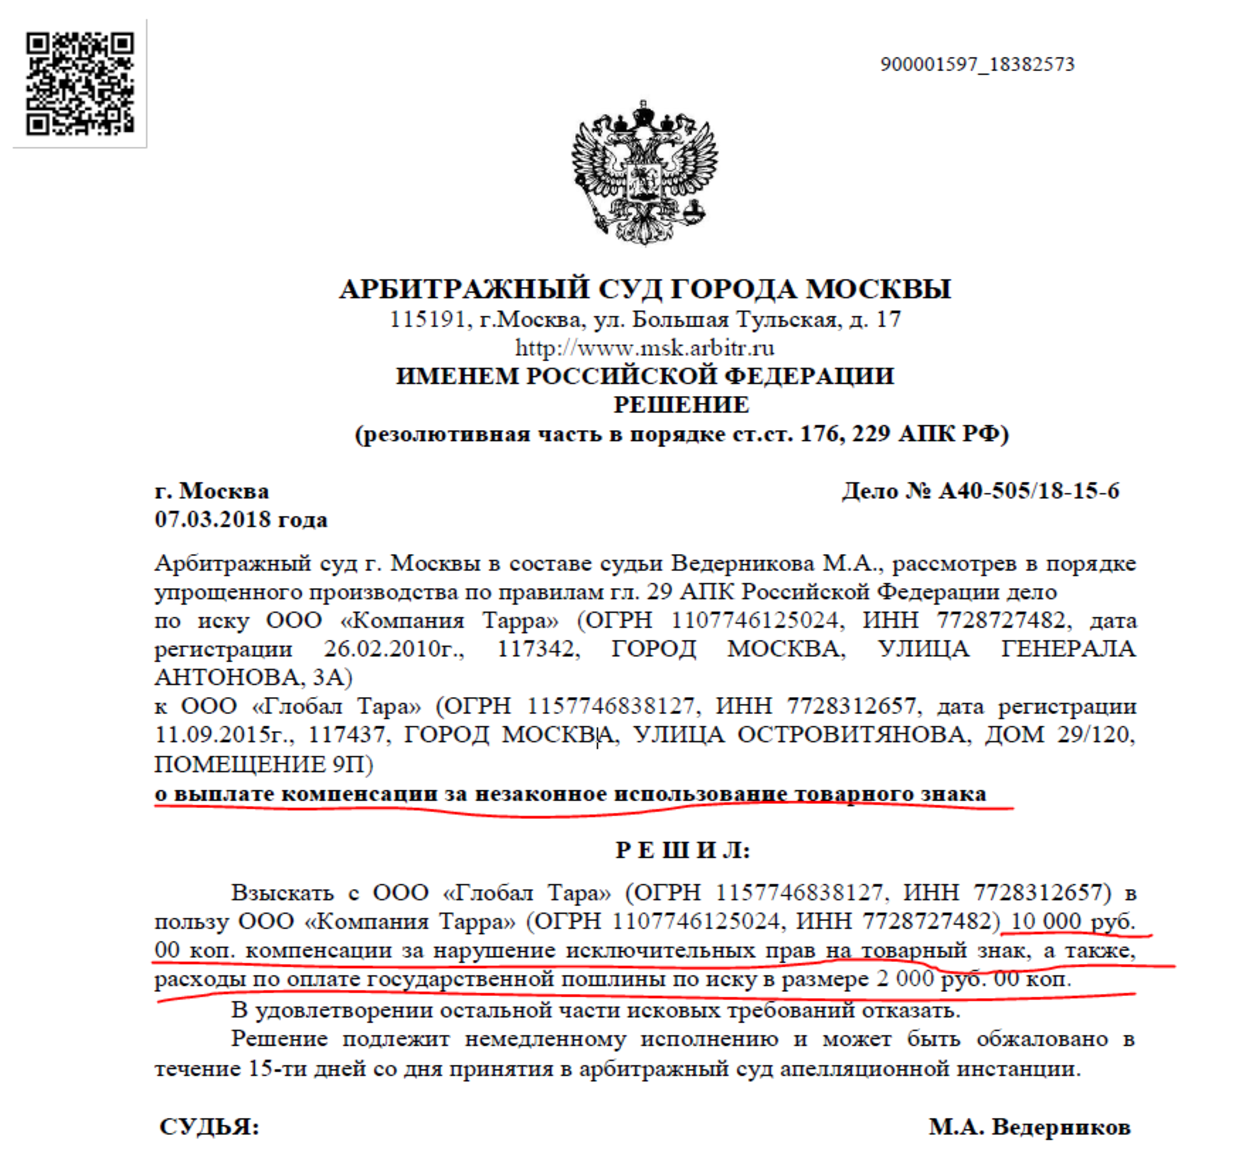 900001597_18382573
АРБИТРАЖНЫЙ СУД ГОРОДА МОСКВЫ
115191, г.Москва, ул. Большая Тульская, д. 17
http://www.msk.arbitr.ru
ИМЕНЕМ РОССИЙСКОЙ ФЕДЕРАЦИИ
РЕШЕНИЕ
(резолютивная часть в порядке ст.ст. 176, 229 АПК РФ)
г. Москва Дело № А40-505/18-15-6
07.03.2018 года
Арбитражный суд г. Москвы в составе судьи Ведерникова М.А., рассмотрев в порядке
упрощенного производства по правилам гл. 29 АПК Российской Федерации дело
по иску ООО «Компания Тарра» (ОГРН 1107746125024, ИНН 7728727482, дата
регистрации 26.02.2010г., 117342, ГОРОД МОСКВА, УЛИЦА ГЕНЕРАЛА
АНТОНОВА, 3А)
к ООО «Глобал Тара» (ОГРН 1157746838127, ИНН 7728312657, дата регистрации
11.09.2015г., 117437, ГОРОД МОСКВА, УЛИЦА ОСТРОВИТЯНОВА, ДОМ 29/120,
ПОМЕЩЕНИЕ 9П)
о выплате компенсации за незаконное использование товарного знака
Р Е Ш И Л:
Взыскать с ООО «Глобал Тара» (ОГРН 1157746838127, ИНН 7728312657) в
пользу ООО «Компания Тарра» (ОГРН 1107746125024, ИНН 7728727482) 10 000 руб.
00 коп. компенсации за нарушение исключительных прав на товарный знак, а также,
расходы по оплате государственной пошлины по иску в размере 2 000 руб. 00 коп.
В удовлетворении остальной части исковых требований отказать.
Решение подлежит немедленному исполнению и может быть обжаловано в
течение 15-ти дней со дня принятия в арбитражный суд апелляционной инстанции.
СУДЬЯ: М.А. Ведерников